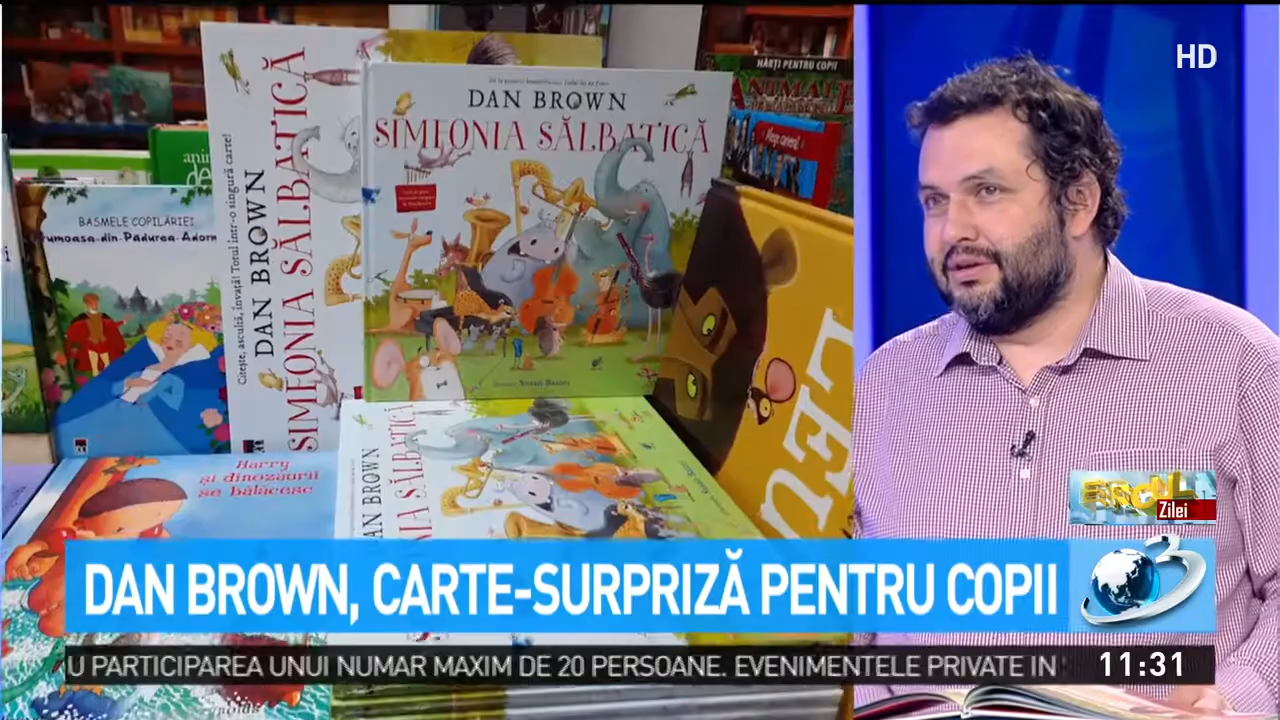 HD
HĂRȚI PENTRU COPII
DAN BROWN
SIMFONIA SĂLBATICĂ
Citește, ascultă, învață! Totul într-o singură carte!
DAN BROWN
SIMFONIA SĂLBATICĂ
BASMELE COPILĂRIEI
Harry
și dinozaurii
se bălăcesc
DAN BROWN
SĂLBATICĂ
EROUL
Zilei
DAN BROWN, CARTE-SURPRIZĂ PENTRU COPII
3
U PARTICIPAREA UNUI NUMAR MAXIM DE 20 PERSOANE. EVENIMENTELE PRIVATE IN
11:31